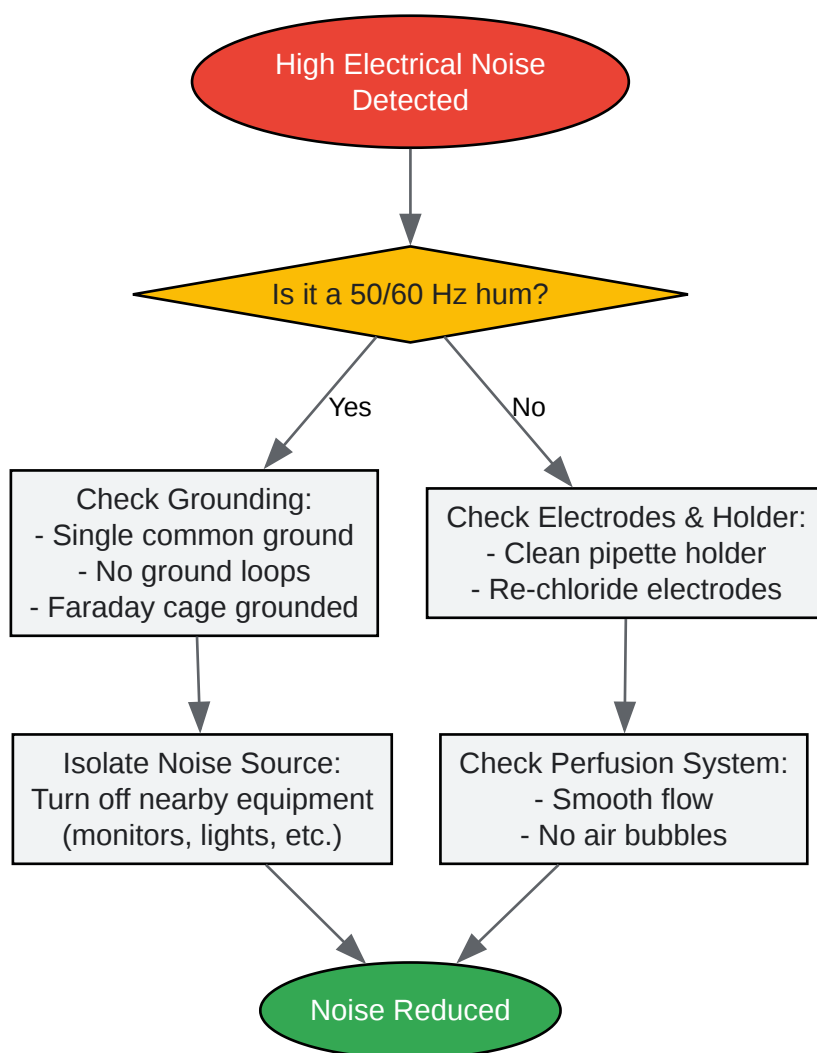 High Electrical Noise
Detected
Is it a 50/60 Hz hum?
Yes
No
Check Grounding:
- Single common ground
- No ground loops
- Faraday cage grounded
Check Electrodes & Holder:
- Clean pipette holder
- Re-chloride electrodes
Isolate Noise Source:
Turn off nearby equipment
(monitors, lights, etc.)
Check Perfusion System:
- Smooth flow
- No air bubbles
Noise Reduced